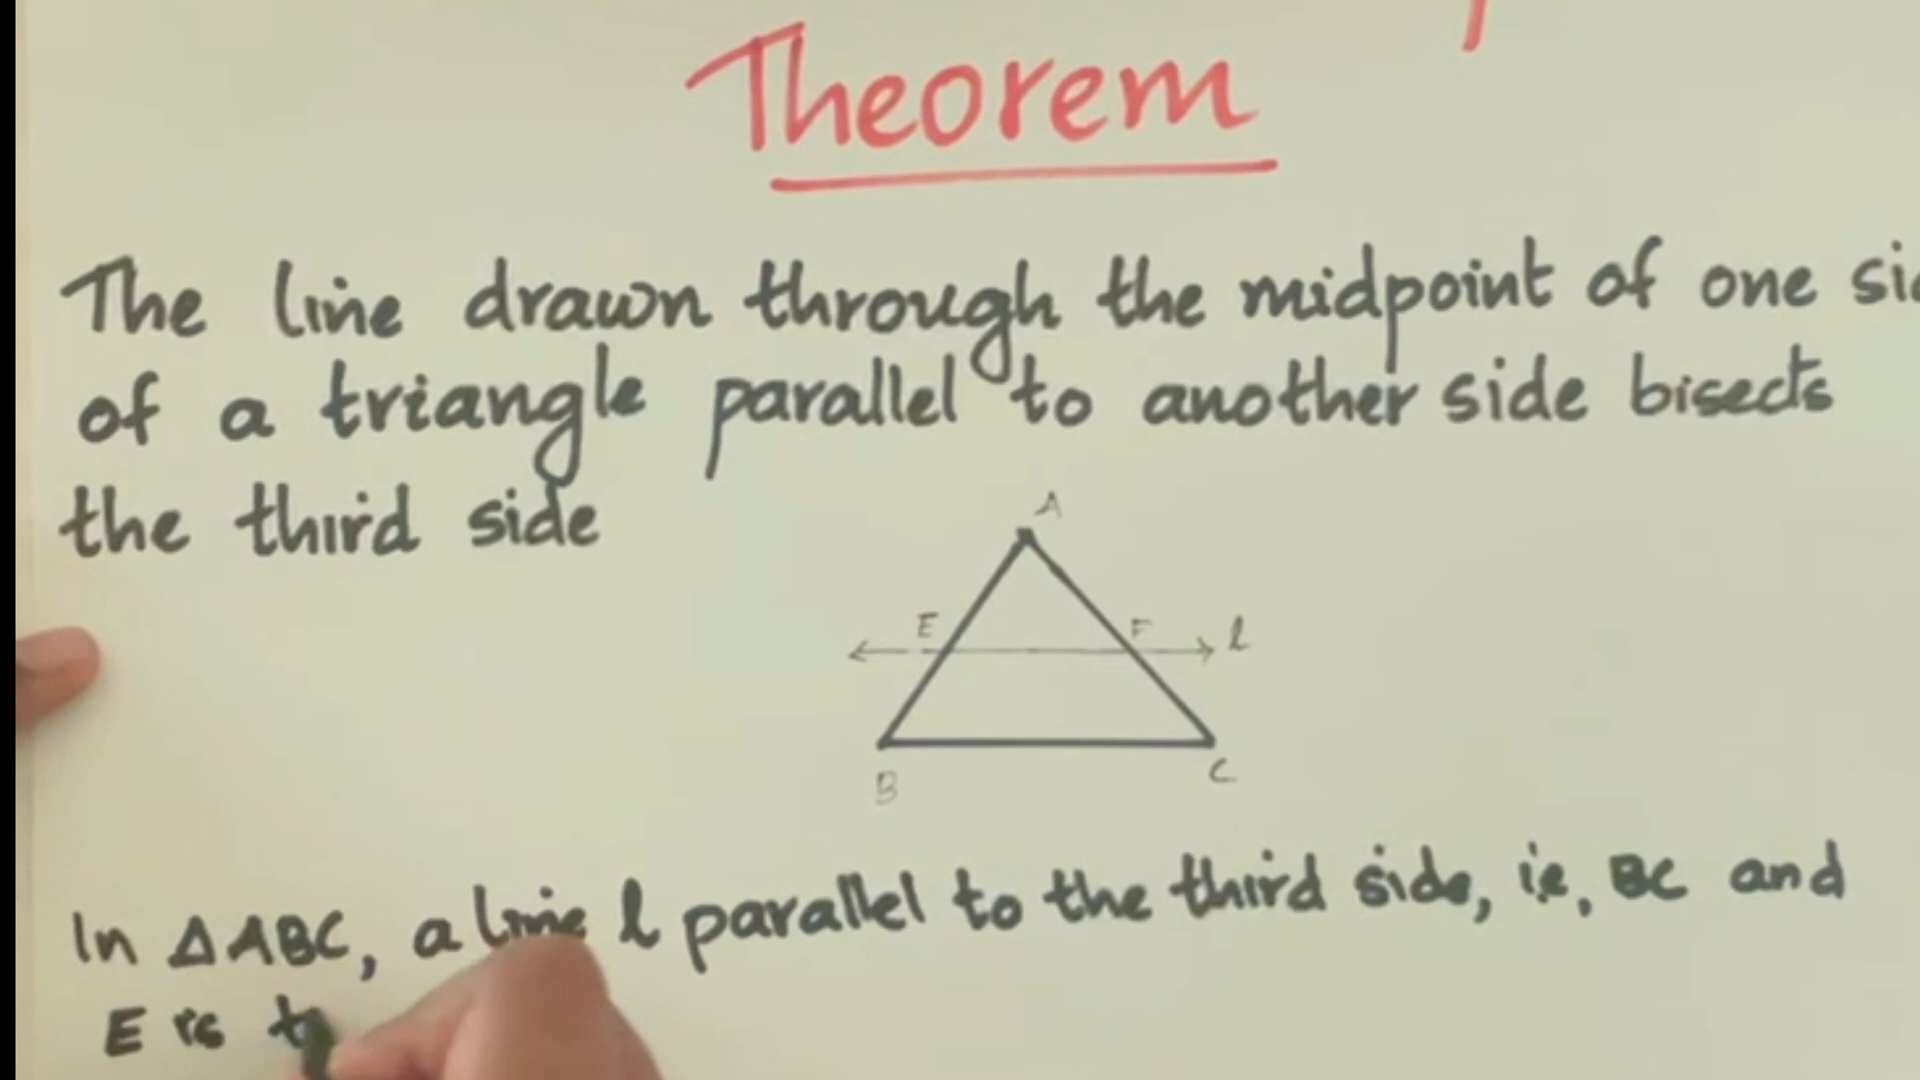 Theorem
The line drawn through the midpoint of one
of a triangle parallel to another side bisects
the third side
A
E F l
B C
In ΔABC, a line l parallel to the third side, ie, BC and
E is